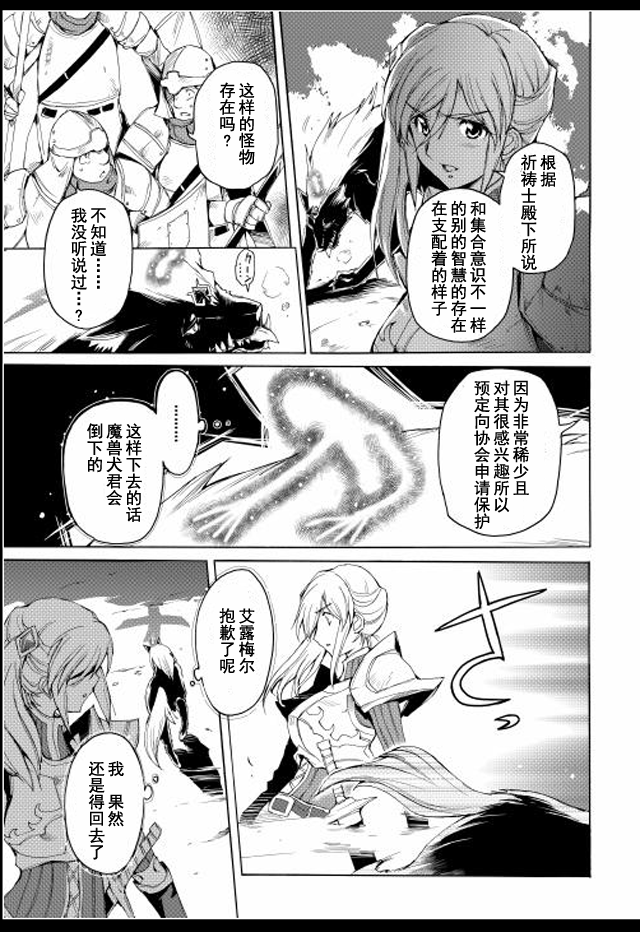 根据
祈祷士殿下所说
和集合意识不一样
的别的智慧的存在
在支配着的样子
这样的怪物
存在吗?
不知道……
我没听说过…?
因为非常稀少且
对其很感兴趣所以
预定向协会申请保护
………
这样下去的话
魔兽犬君会
倒下的
艾露梅尔
抱歉了呢
我 果然
还是得回去了